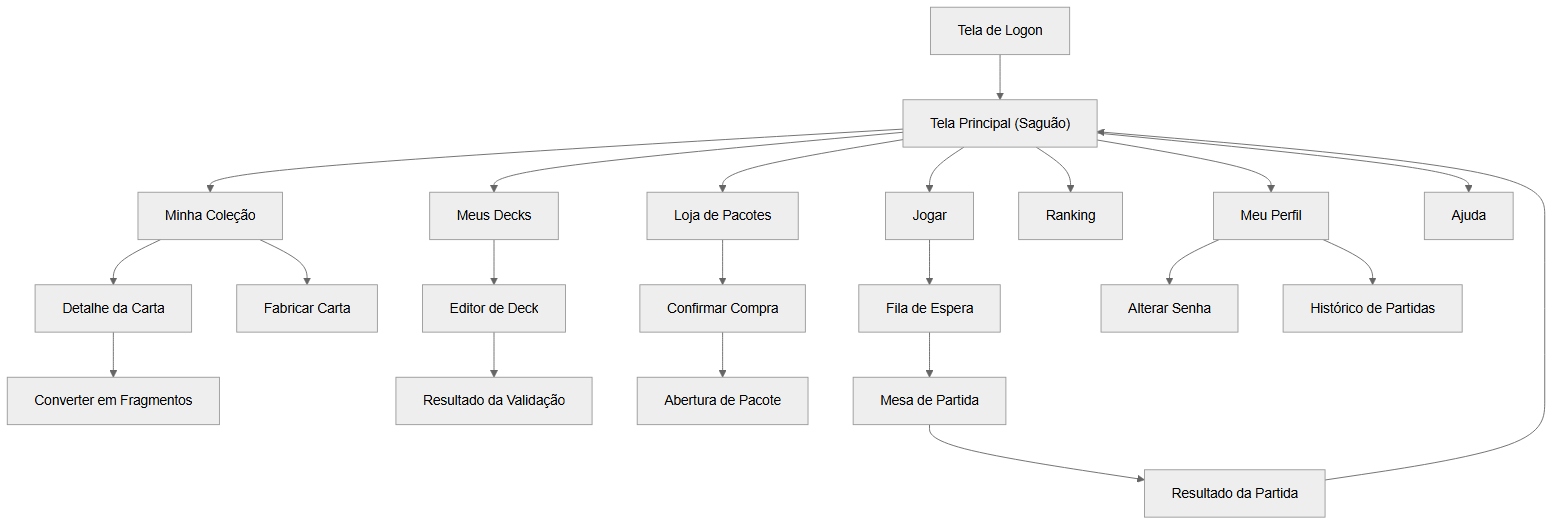 Tela de Logon
Tela Principal (Saguão)
Minha Coleção
Meus Decks
Loja de Pacotes
Jogar
Ranking
Meu Perfil
Ajuda
Detalhe da Carta
Fabricar Carta
Editor de Deck
Confirmar Compra
Fila de Espera
Alterar Senha
Histórico de Partidas
Converter em Fragmentos
Resultado da Validação
Abertura de Pacote
Mesa de Partida
Resultado da Partida